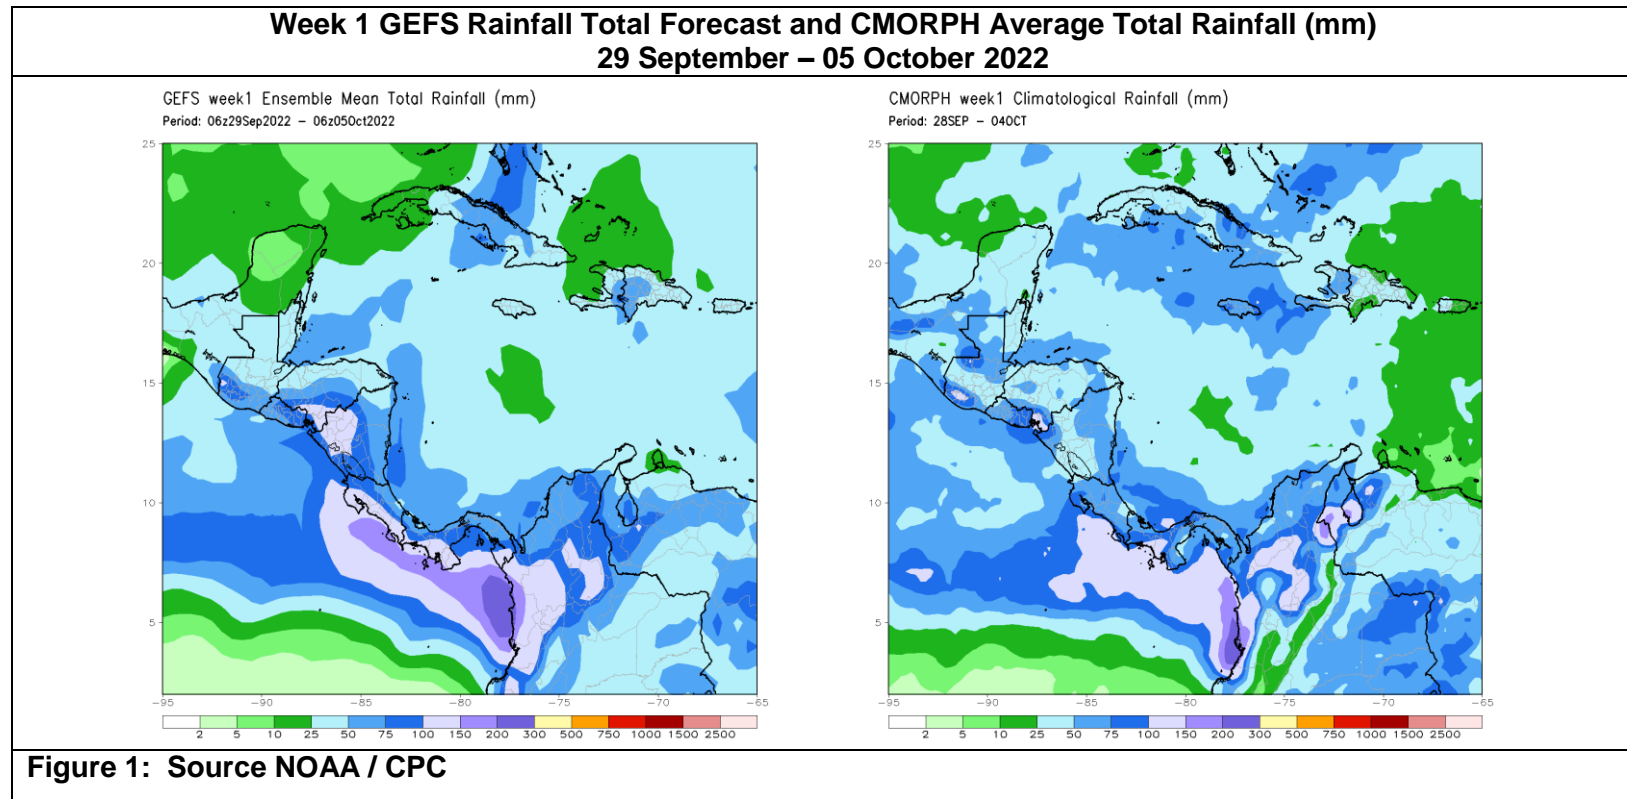 Week 1 GEFS Rainfall Total Forecast and CMORPH Average Total Rainfall (mm)
29 September – 05 October 2022
GEFS week1 Ensemble Mean Total Rainfall (mm)
Period: 06z29Sep2022 – 06z05Oct2022
25
20
15
10
5
−95 −90 −85 −80 −75 −70 −65
2 5 10 25 50 75 100 150 200 300 500 750 1000 1500 2500
CMORPH week1 Climatological Rainfall (mm)
Period: 28SEP – 04OCT
25
20
15
10
5
−95 −90 −85 −80 −75 −70 −65
2 5 10 25 50 75 100 150 200 300 500 750 1000 1500 2500
Figure 1: Source NOAA / CPC